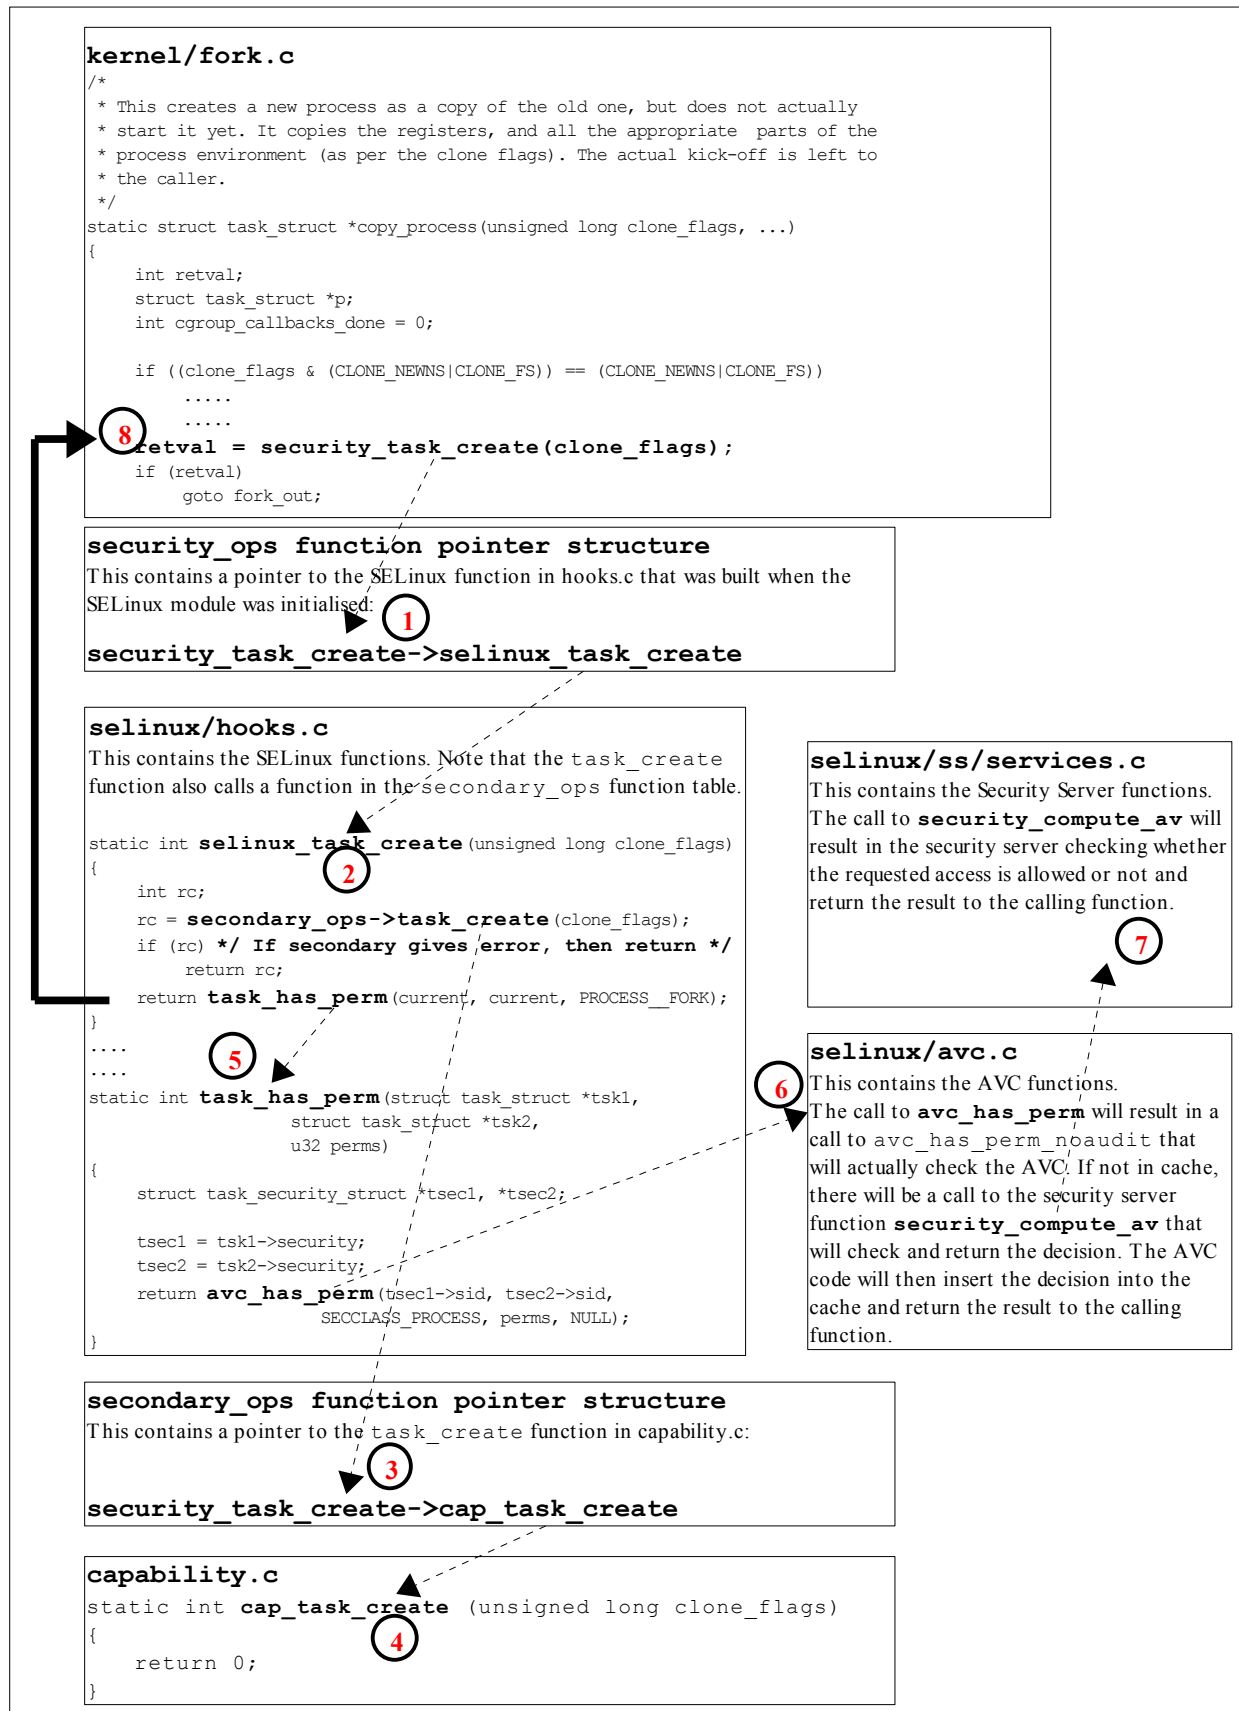 kernel/fork.c
/*
* This creates a new process as a copy of the old one, but does not actually
* start it yet. It copies the registers, and all the appropriate parts of the
* process environment (as per the clone flags). The actual kick-off is left to
* the caller.
*/
static struct task_struct *copy_process(unsigned long clone_flags, ...)
{
int retval;
struct task_struct *p;
int cgroup_callbacks_done = 0;
if ((clone_flags & (CLONE_NEWNS|CLONE_FS)) == (CLONE_NEWNS|CLONE_FS))
.....
.....
8
retval = security_task_create(clone_flags);
if (retval)
goto fork_out;
security_ops function pointer structure
This contains a pointer to the SELinux function in hooks.c that was built when the
SELinux module was initialised:
1
security_task_create->selinux_task_create
selinux/hooks.c
This contains the SELinux functions. Note that the task_create
function also calls a function in the secondary_ops function table.
static int selinux_task_create(unsigned long clone_flags)
{
2
int rc;
rc = secondary_ops->task_create(clone_flags);
if (rc) */ If secondary gives error, then return */
return rc;
return task_has_perm(current, current, PROCESS__FORK);
}
....
5
....
static int task_has_perm(struct task_struct *tsk1,
struct task_struct *tsk2,
u32 perms)
{
struct task_security_struct *tsec1, *tsec2;
tsec1 = tsk1->security;
tsec2 = tsk2->security;
return avc_has_perm(tsec1->sid, tsec2->sid,
SECCLASS_PROCESS, perms, NULL);
}
selinux/ss/services.c
This contains the Security Server functions.
The call to security_compute_av will
result in the security server checking whether
the requested access is allowed or not and
return the result to the calling function.
7
selinux/avc.c
6
This contains the AVC functions.
The call to avc_has_perm will result in a
call to avc_has_perm_noaudit that
will actually check the AVC. If not in cache,
there will be a call to the security server
function security_compute_av that
will check and return the decision. The AVC
code will then insert the decision into the
cache and return the result to the calling
function.
secondary_ops function pointer structure
This contains a pointer to the task_create function in capability.c:
3
security_task_create->cap_task_create
capability.c
static int cap_task_create (unsigned long clone_flags)
{
4
return 0;
}